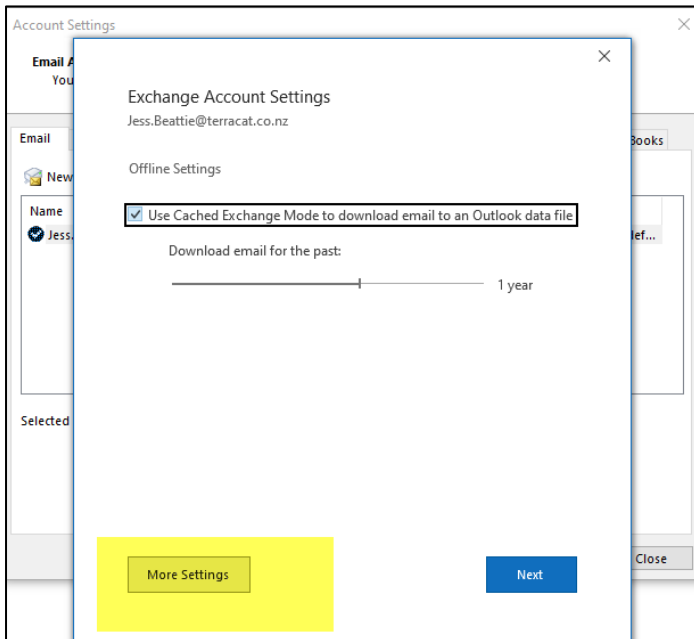 Account Settings
Email A
You
Email
Books
New
Name
Jess.
lef...
Selected
Close
Exchange Account Settings
Jess.Beattie@terracat.co.nz
Offline Settings
Use Cached Exchange Mode to download email to an Outlook data file
Download email for the past:
1 year
More Settings
Next